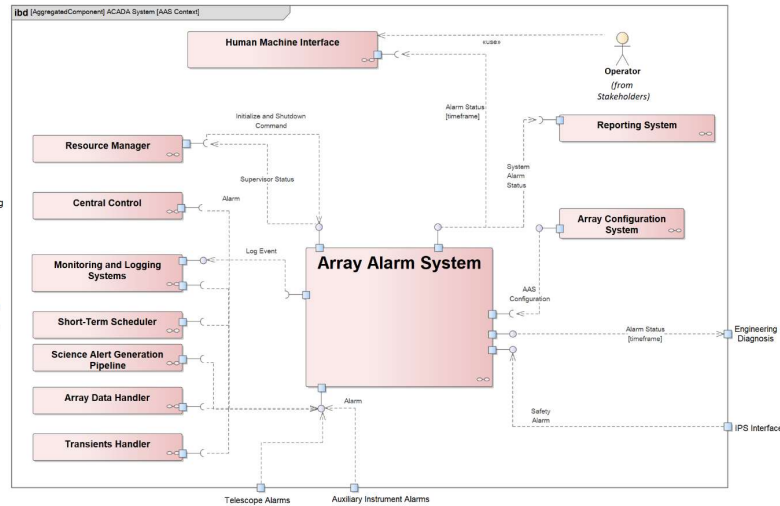 ibd [AggregatedComponent] ACADA System [AAS Context]
Human Machine Interface
«use»
Operator
(from
Stakeholders)
Initialize and Shutdown
Command
Alarm Status
[timeframe]
Reporting System
Resource Manager
Supervisor Status
System
Alarm
Status
Central Control
Alarm
Array Configuration
System
Log Event
Array Alarm System
Monitoring and Logging
Systems
AAS
Configuration
Short-Term Scheduler
Alarm Status
[timeframe]
Engineering
Diagnosis
Science Alert Generation
Pipeline
Array Data Handler
Alarm
Safety
Alarm
IPS Interface
Transients Handler
Telescope Alarms
Auxiliary Instrument Alarms